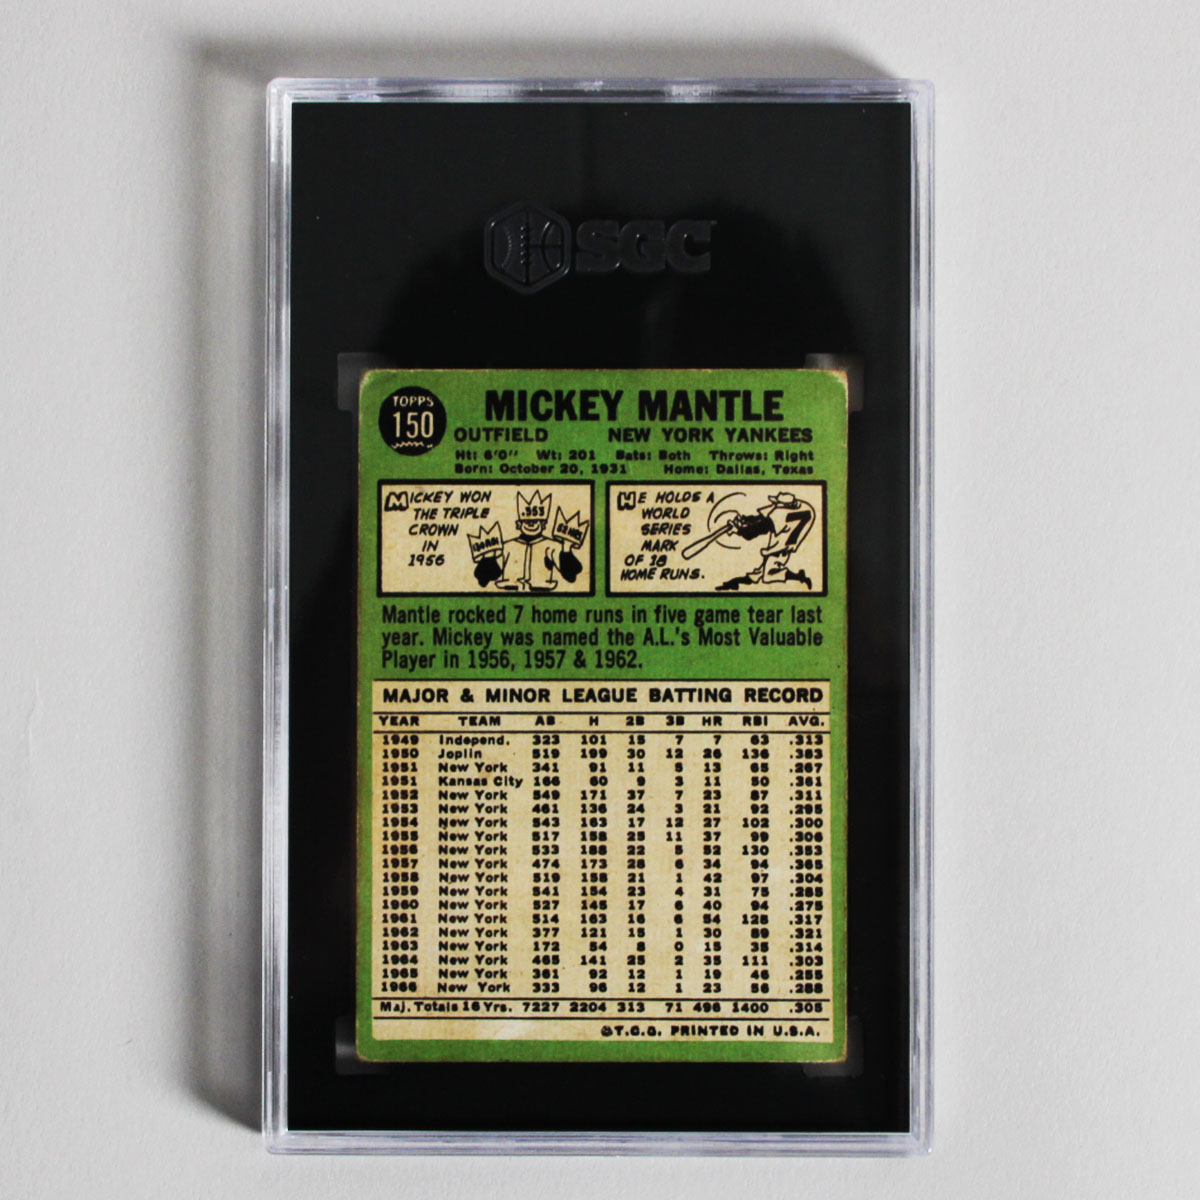 SGC
TOPPS
150
MICKEY MANTLE
OUTFIELD NEW YORK YANKEES
Ht: 6'0" Wt: 201 Bats: Both Throws: Right
Born: October 20, 1931 Home: Dallas, Texas
MICKEY WON
THE TRIPLE
CROWN
IN
1956
.353
130 RBI
52 HRS
HE HOLDS A
WORLD
SERIES
MARK
OF 18
HOME RUNS.
7
Mantle rocked 7 home runs in five game tear last
year. Mickey was named the A.L.'s Most Valuable
Player in 1956, 1957 & 1962.
MAJOR & MINOR LEAGUE BATTING RECORD
YEAR TEAM AB H 2B 3B HR RBI AVG.
1949 Independ. 323 101 15 7 7 63 .313
1950 Joplin 519 199 30 12 26 136 .383
1951 New York 341 91 11 5 13 65 .267
1951 Kansas City 166 60 9 3 11 50 .361
1952 New York 549 171 37 7 23 87 .311
1953 New York 461 136 24 3 21 92 .295
1954 New York 543 163 17 12 27 102 .300
1955 New York 517 158 25 11 37 99 .306
1956 New York 533 188 22 5 52 130 .353
1957 New York 474 173 28 6 34 94 .365
1958 New York 519 158 21 1 42 97 .304
1959 New York 541 154 23 4 31 75 .285
1960 New York 527 145 17 6 40 94 .275
1961 New York 514 163 16 6 54 128 .317
1962 New York 377 121 15 1 30 89 .321
1963 New York 172 54 8 0 15 35 .314
1964 New York 465 141 25 2 35 111 .303
1965 New York 361 92 12 1 19 46 .255
1966 New York 333 96 12 1 23 56 .288
Maj. Totals 16 Yrs. 7227 2204 313 71 496 1400 .305
©T.C.G. PRINTED IN U.S.A.